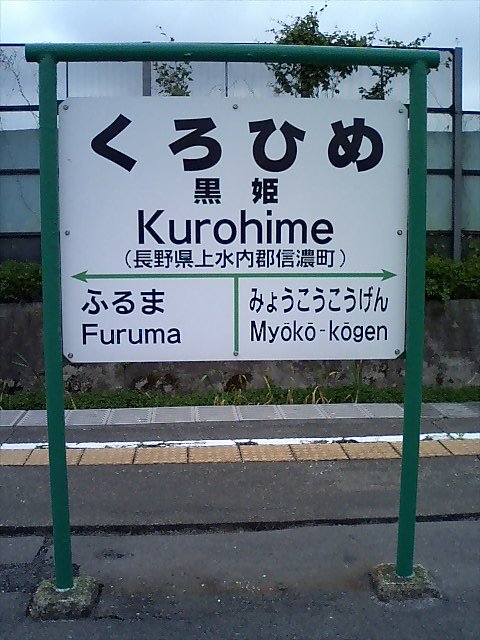 くろひめ
黒姫
Kurohime
(長野県上水内郡信濃町)
ふるま
Furuma
みょうこうこうげん
Myōkō-kōgen